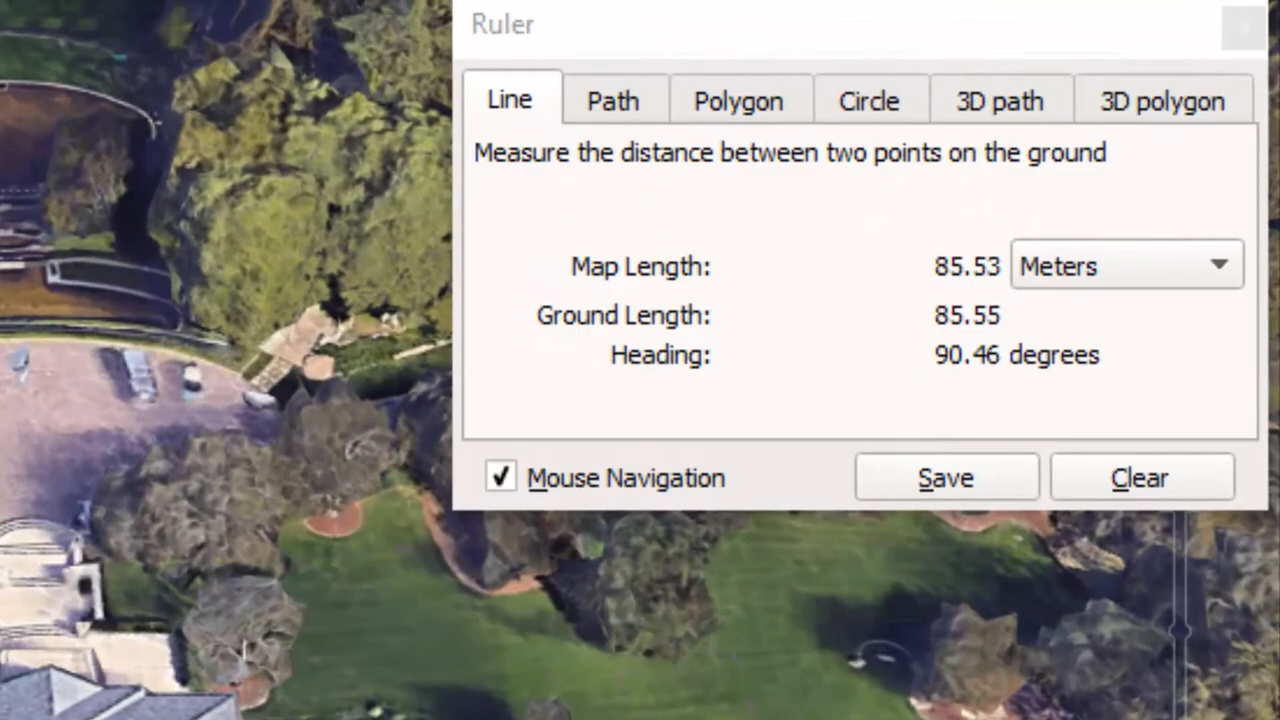 Ruler
Line Path Polygon Circle 3D path 3D polygon
Measure the distance between two points on the ground
Map Length: 85.53 Meters
Ground Length: 85.55
Heading: 90.46 degrees
Mouse Navigation Save Clear